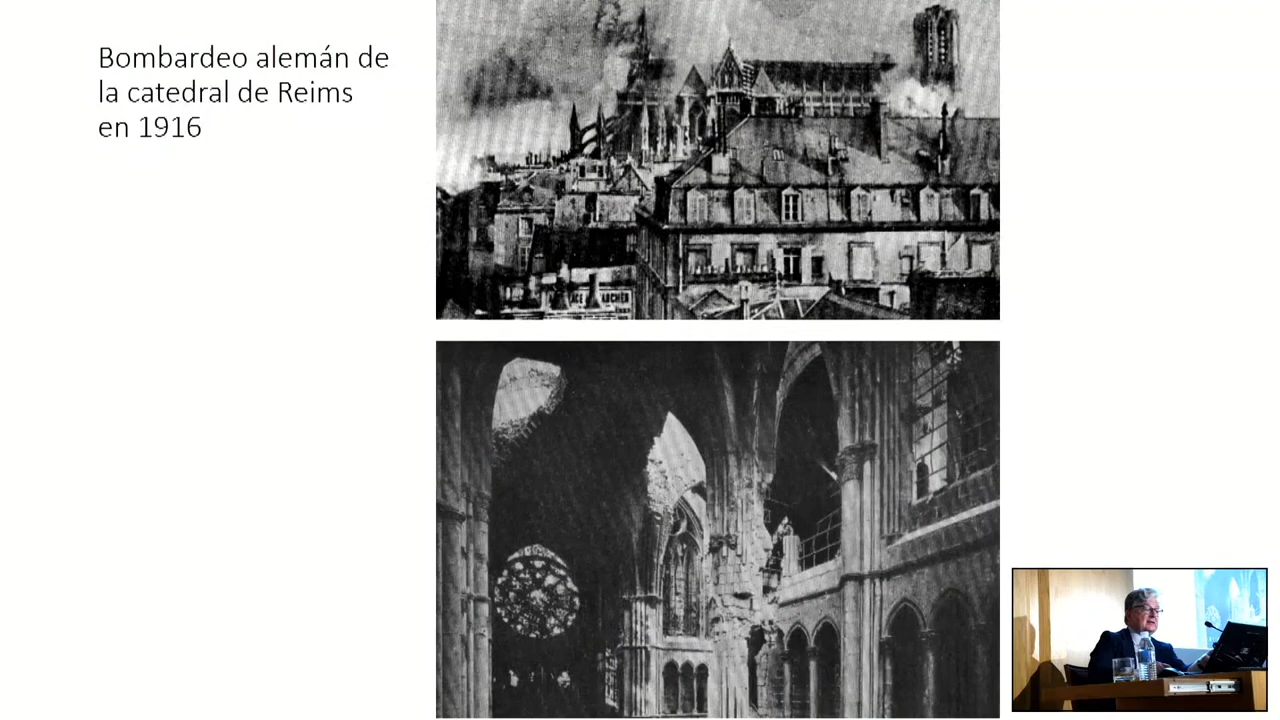 Bombardeo alemán de
la catedral de Reims
en 1916